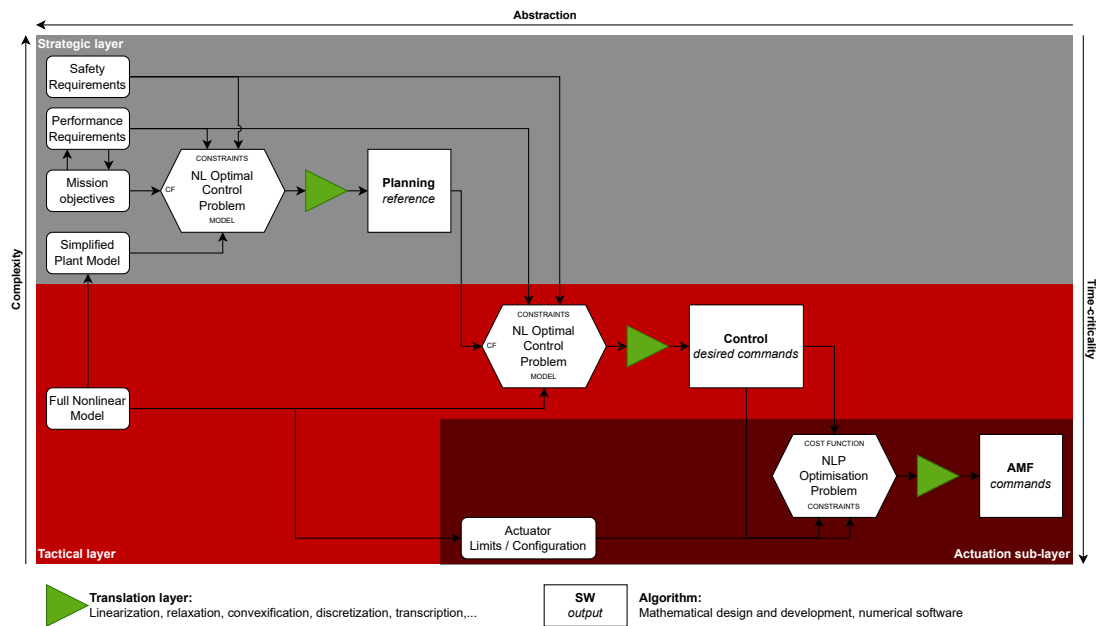 Abstraction
Strategic layer
Safety
Requirements
Performance
Requirements
Mission
objectives
Simplified
Plant Model
CONSTRAINTS
NL Optimal
Control
Problem
CF
MODEL
Planning
reference
Complexity
Time-criticality
CONSTRAINTS
NL Optimal
Control
Problem
CF
MODEL
Control
desired commands
Full Nonlinear
Model
COST FUNCTION
NLP
Optimisation
Problem
CONSTRAINTS
AMF
commands
Actuator
Limits / Configuration
Tactical layer
Actuation sub-layer
Translation layer:
Linearization, relaxation, convexification, discretization, transcription,...
SW
output
Algorithm:
Mathematical design and development, numerical software